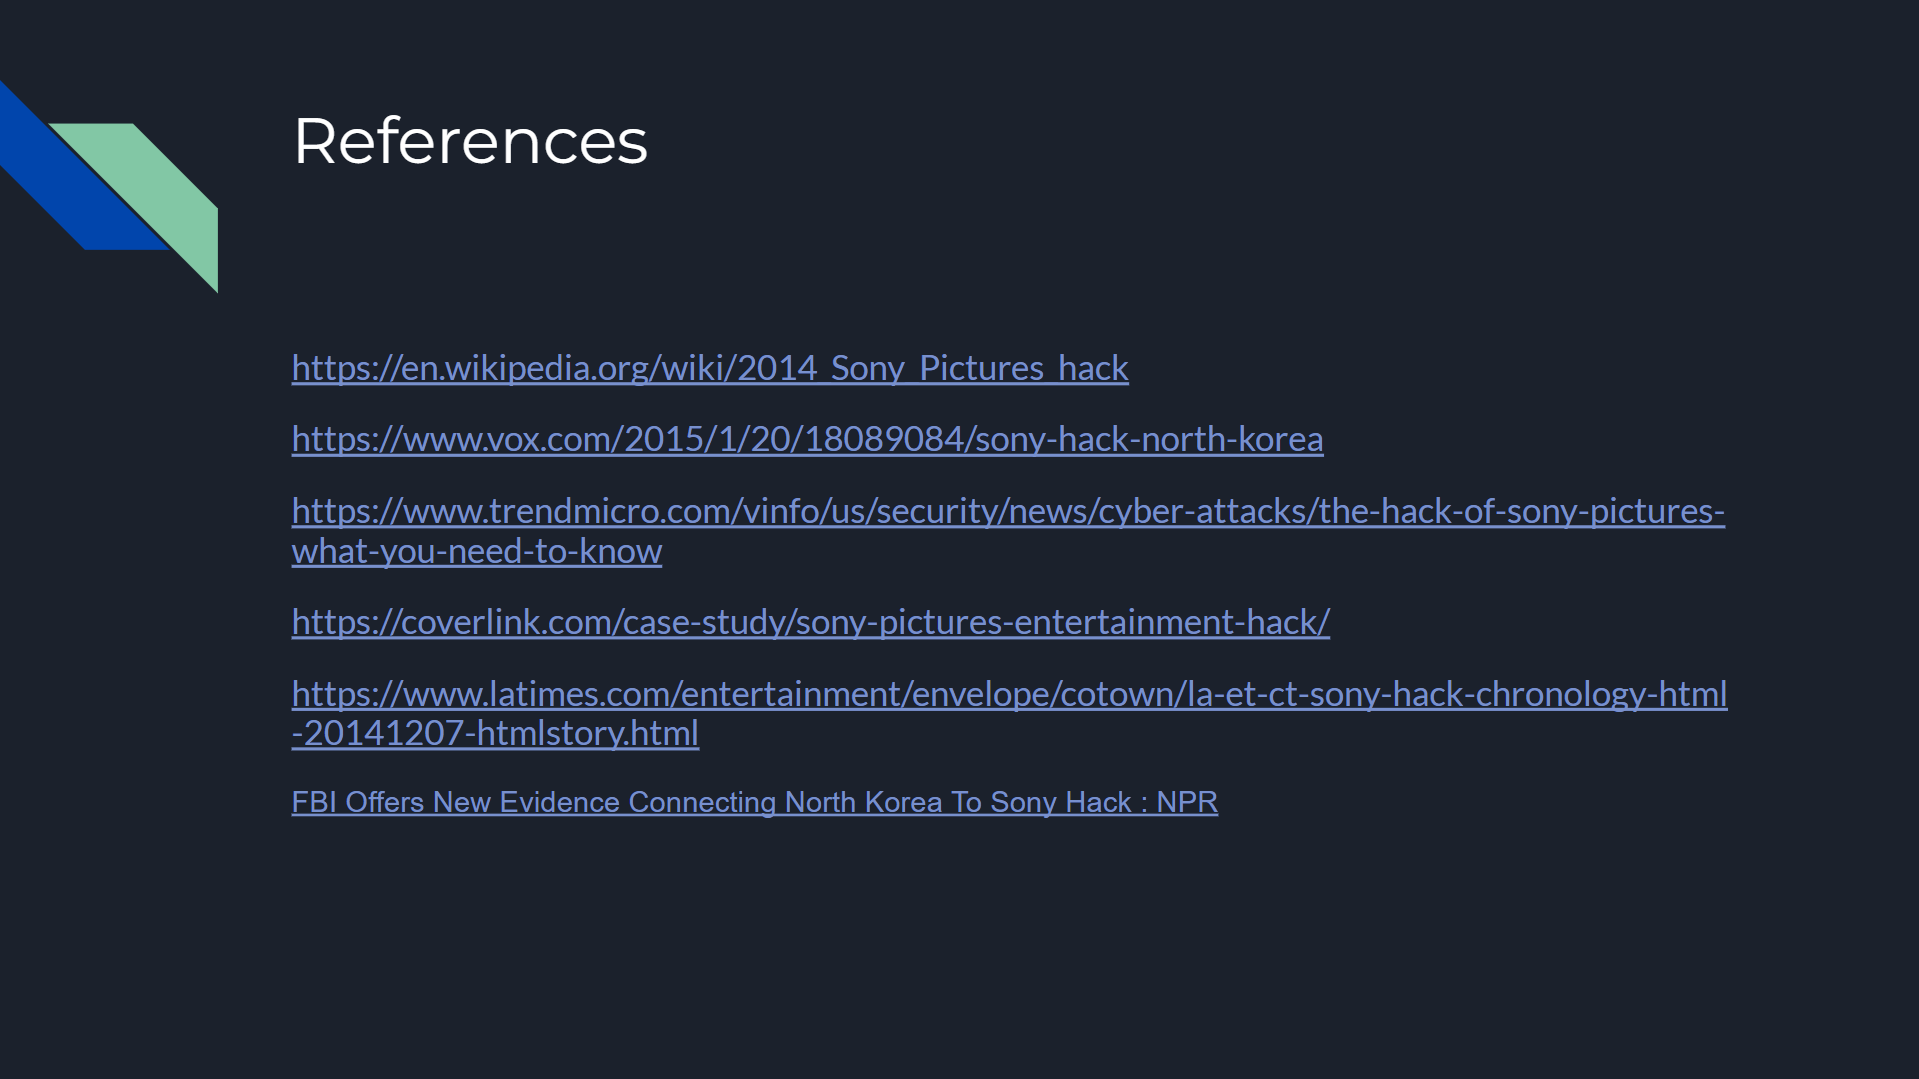 References
https://en.wikipedia.org/wiki/2014_Sony_Pictures_hack
https://www.vox.com/2015/1/20/18089084/sony-hack-north-korea
https://www.trendmicro.com/vinfo/us/security/news/cyber-attacks/the-hack-of-sony-pictures-
what-you-need-to-know
https://coverlink.com/case-study/sony-pictures-entertainment-hack/
https://www.latimes.com/entertainment/envelope/cotown/la-et-ct-sony-hack-chronology-html
-20141207-htmlstory.html
FBI Offers New Evidence Connecting North Korea To Sony Hack : NPR